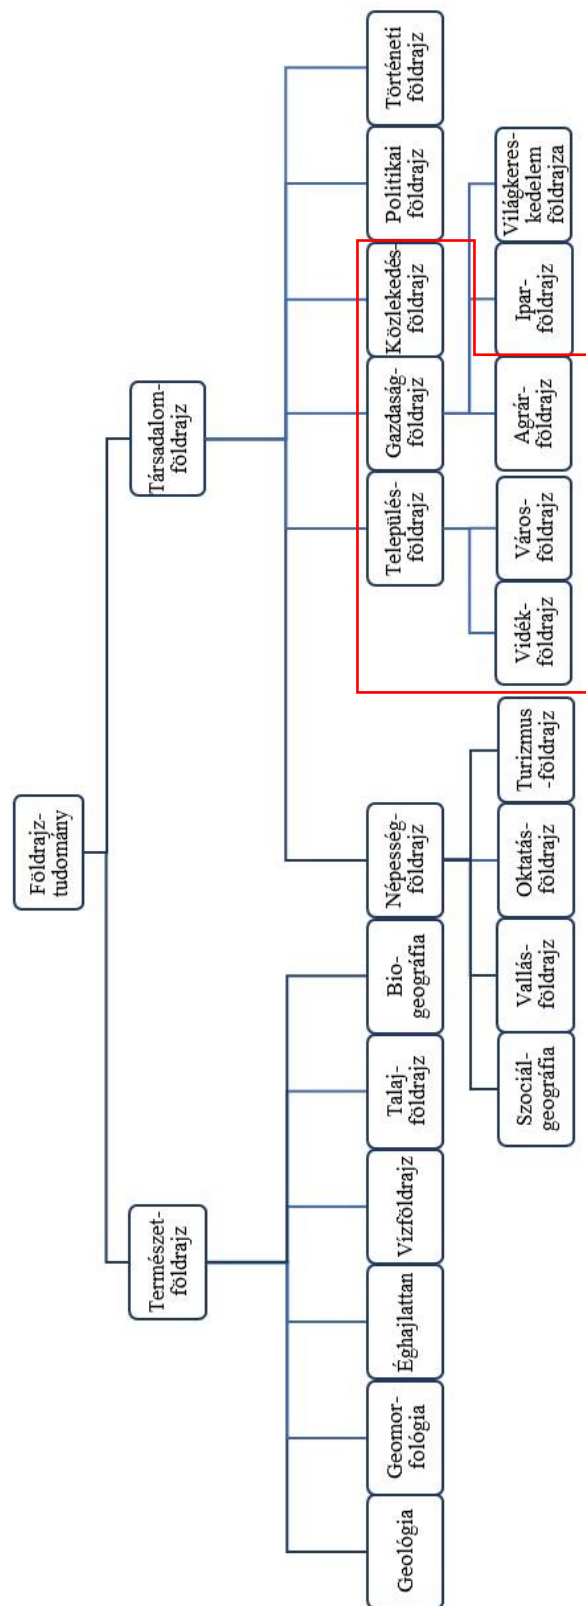 Földrajz-
tudomány
Természet-
földrajz
Társadalom-
földrajz
Geológia
Geomor-
fológia
Éghajlattan
Vízföldrajz
Talaj-
földrajz
Bio-
geográfia
Népesség-
földrajz
Település-
földrajz
Gazdaság-
földrajz
Közlekedés-
földrajz
Politikai
földrajz
Történeti
földrajz
Szociál-
geográfia
Vallás-
földrajz
Oktatás-
földrajz
Turizmus
-földrajz
Vidék-
földrajz
Város-
földrajz
Agrár-
földrajz
Ipar-
földrajz
Világkeres-
kedelem
földrajza